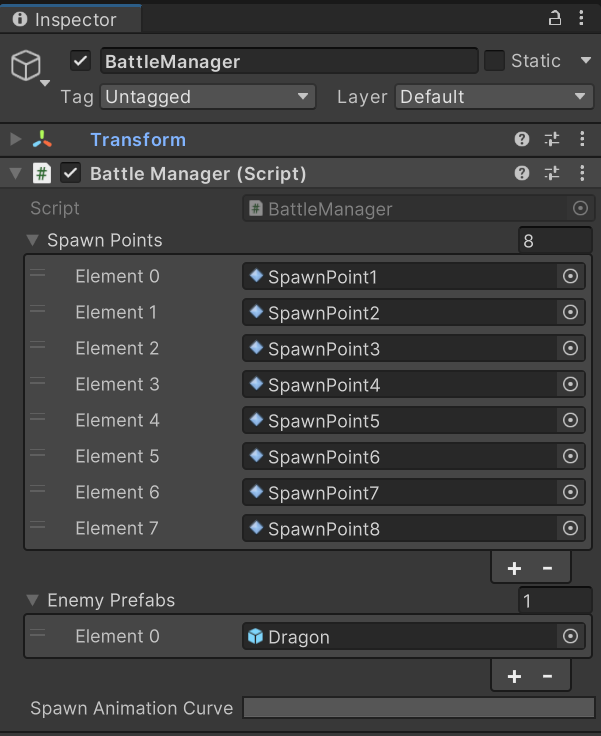 Inspector
BattleManager Static
Tag Untagged Layer Default
Transform
# Battle Manager (Script)
Script # BattleManager
Spawn Points 8
Element 0 SpawnPoint1
Element 1 SpawnPoint2
Element 2 SpawnPoint3
Element 3 SpawnPoint4
Element 4 SpawnPoint5
Element 5 SpawnPoint6
Element 6 SpawnPoint7
Element 7 SpawnPoint8
+ -
Enemy Prefabs 1
Element 0 Dragon
+ -
Spawn Animation Curve